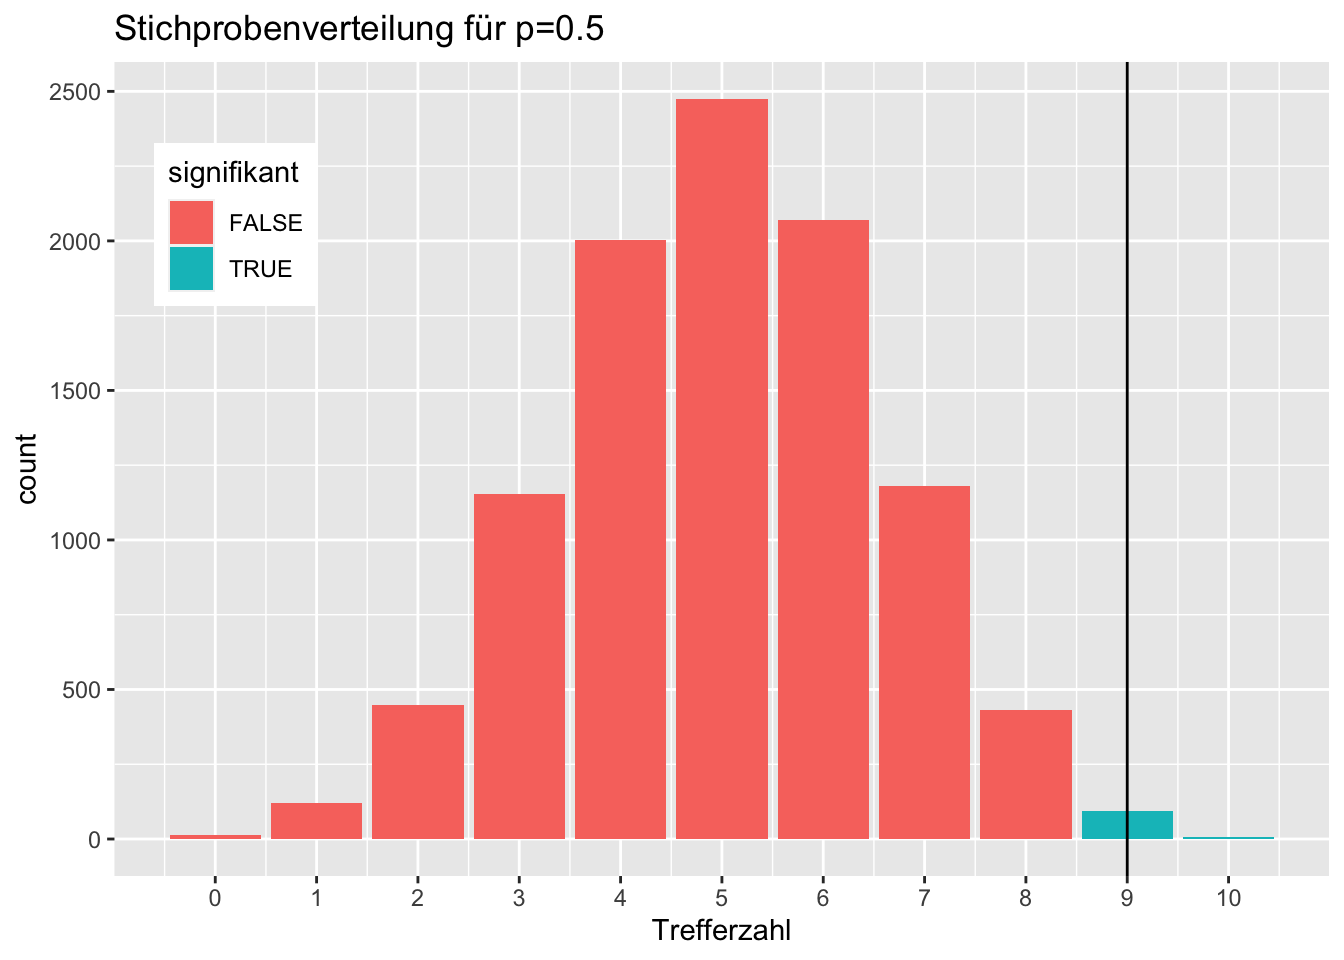 Stichprobenverteilung für p=0.5
2500
2000
1500
1000
500
0
count
signifikant
FALSE
TRUE
0 1 2 3 4 5 6 7 8 9 10
Trefferzahl